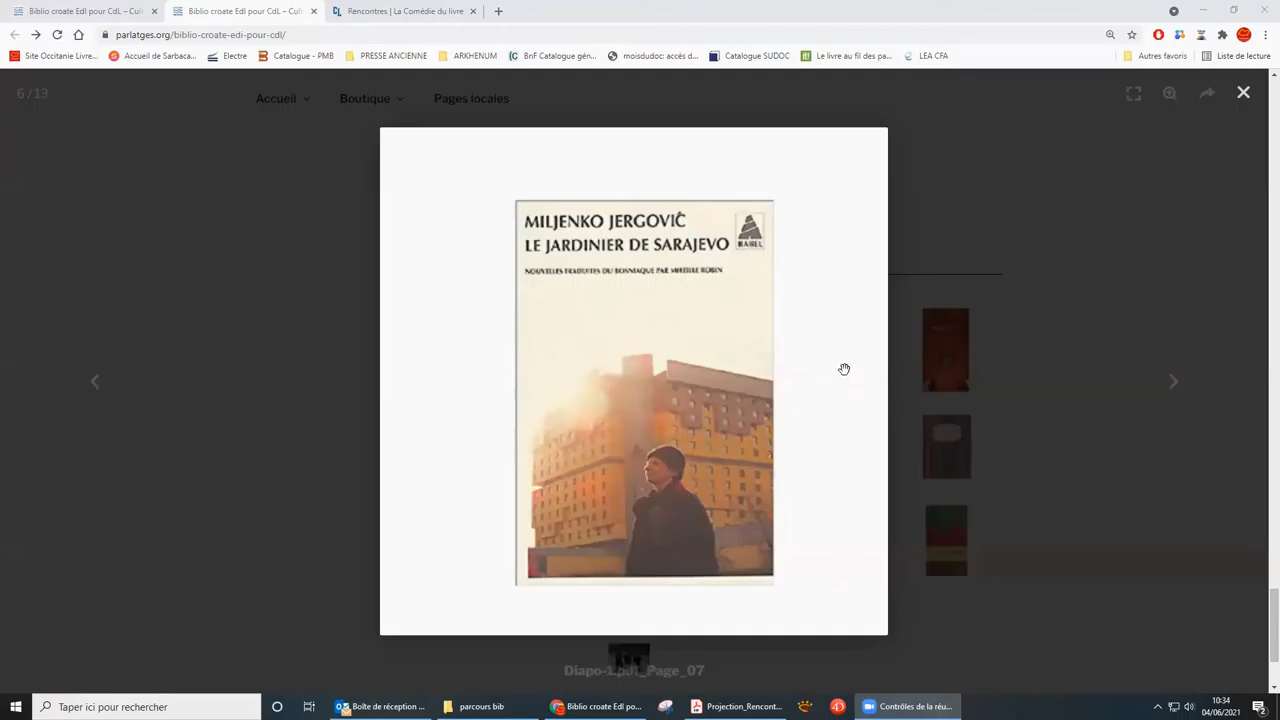 Biblio croate Edl pour CdL – Cult
Biblio croate Edl pour CdL – Cult
Rencontres | La Comédie du livre
parlatges.org/biblio-croate-edi-pour-cdl/
Site Occitanie Livre...
Accueil de Sarbaca...
Electre
Catalogue - PMB
PRESSE ANCIENNE
ARKHENUM
BnF Catalogue gén...
moisdudoc: accés d...
Catalogue SUDOC
Le livre au fil des pa...
LEA CFA
Autres favoris
Liste de lecture
6 / 13
Accueil
Boutique
Pages locales
MILJENKO JERGOVIĆ
LE JARDINIER DE SARAJEVO
BABEL
NOUVELLES TRADUITES DU BOSNIAQUE PAR MIREILLE ROBIN
Diapo-1.pdf_Page_07
Taper ici pour rechercher
Boîte de réception ...
parcours bib
Biblio croate Edl po...
Projection_Rencont...
Contrôles de la réu...
10:34
04/06/2021